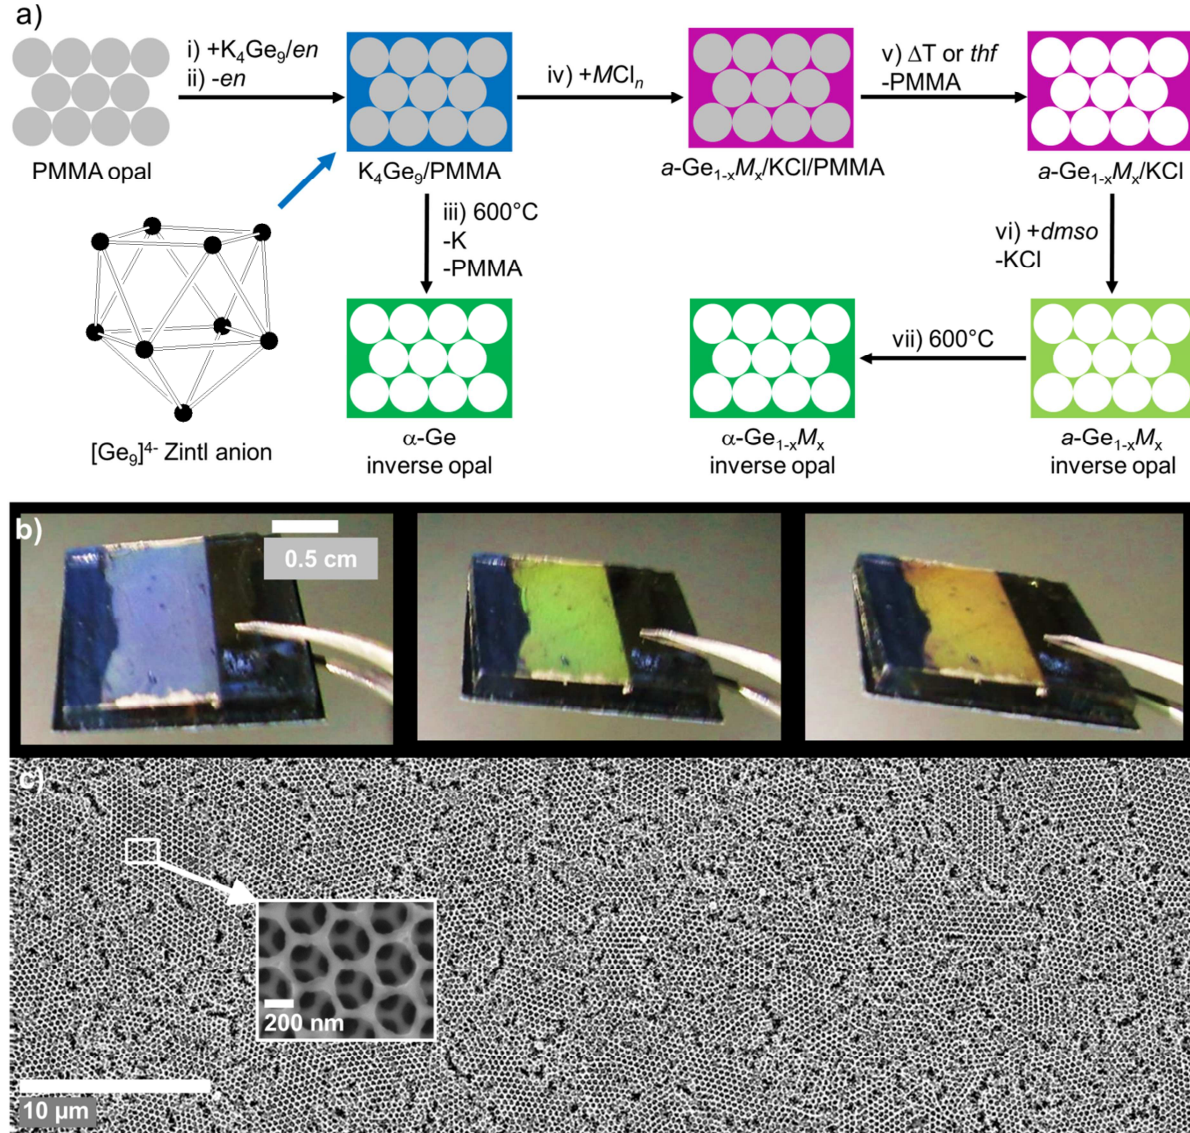 a)
i) +K₄Ge₉/en
ii) -en
iv) +MClₙ
v) ΔT or thf
-PMMA
PMMA opal
K₄Ge₉/PMMA
a-Ge₁₋ₓMₓ/KCl/PMMA
a-Ge₁₋ₓMₓ/KCl
iii) 600°C
-K
-PMMA
vi) +dmso
-KCl
vii) 600°C
[Ge₉]⁴⁻ Zintl anion
α-Ge
inverse opal
α-Ge₁₋ₓMₓ
inverse opal
a-Ge₁₋ₓMₓ
inverse opal
b)
0.5 cm
c)
200 nm
10 µm